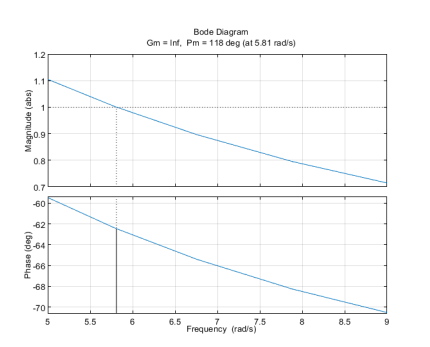 Bode Diagram
Gm = Inf, Pm = 118 deg (at 5.81 rad/s)
Magnitude (abs)
1.2
1.1
1
0.9
0.8
0.7
Phase (deg)
-60
-62
-64
-66
-68
-70
5 5.5 6 6.5 7 7.5 8 8.5 9
Frequency (rad/s)